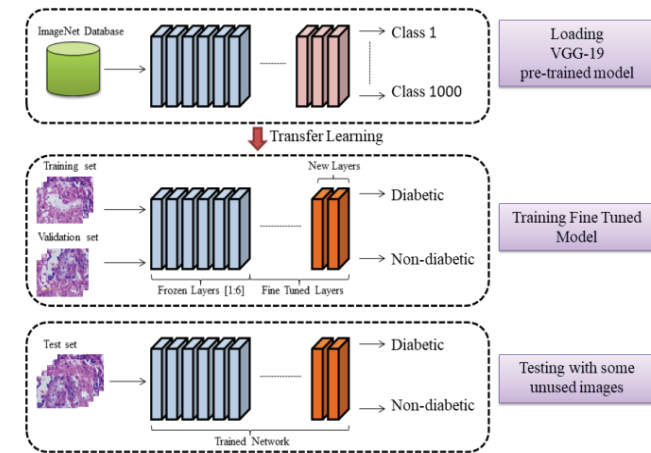 ImageNet Database
Class 1
Class 1000
Loading
VGG-19
pre-trained model
Transfer Learning
Training set
New Layers
Diabetic
Validation set
Non-diabetic
Frozen Layers [1:6]
Fine Tuned Layers
Training Fine Tuned
Model
Test set
Diabetic
Non-diabetic
Trained Network
Testing with some
unused images